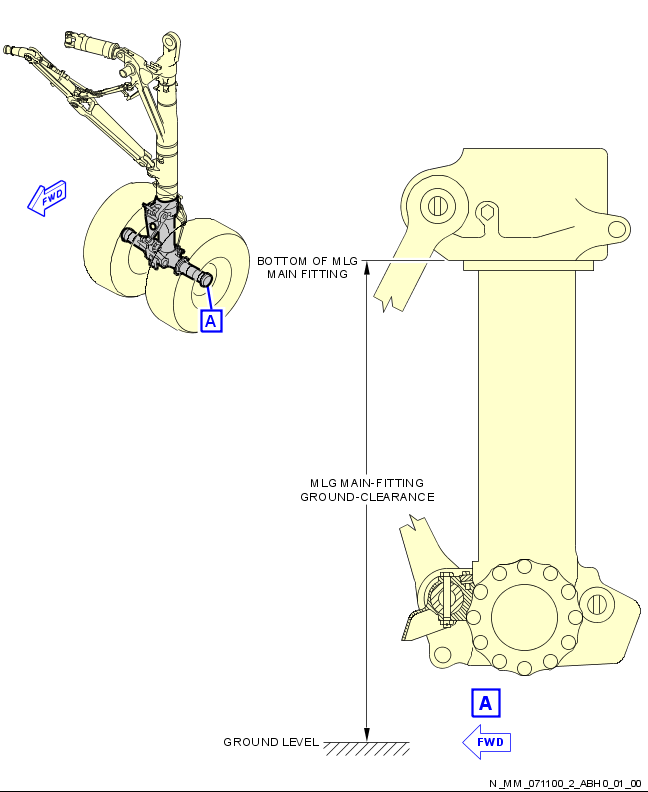 FWD
A
BOTTOM OF MLG
MAIN FITTING
MLG MAIN-FITTING
GROUND-CLEARANCE
A
GROUND LEVEL
FWD
N_MM_071100_2_ABH0_01_00